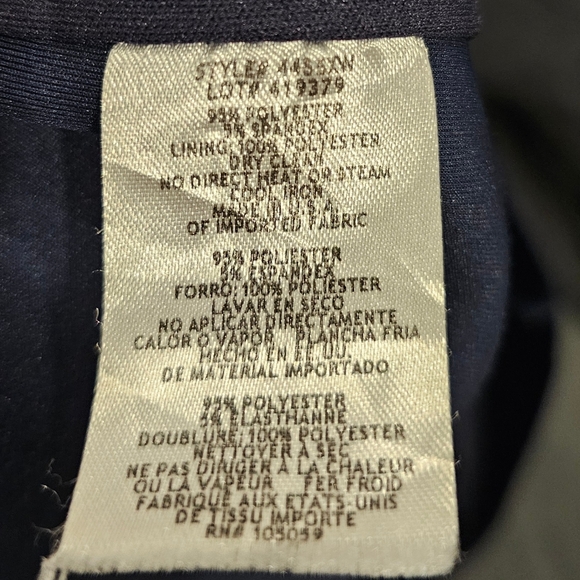 STYLE# 4456XW
LOT# 419379
95% POLYESTER
5% SPANDEX
LINING: 100% POLYESTER
DRY CLEAN
NO DIRECT HEAT OR STEAM
COOL IRON
MADE IN U.S.A
OF IMPORTED FABRIC
95% POLIESTER
5% ESPANDEX
FORRO: 100% POLIESTER
LAVAR EN SECO
NO APLICAR DIRECTAMENTE
CALOR O VAPOR PLANCHA FRIA
HECHO EN EE.UU.
DE MATERIAL IMPORTADO
95% POLYESTER
5% ELASTHANNE
DOUBLURE: 100% POLYESTER
NETTOYER À SEC
NE PAS DIRIGER À LA CHALEUR
OU LA VAPEUR FER FROID
FABRIQUÉ AUX ETATS-UNIS
DE TISSU IMPORTE
RN# 105059